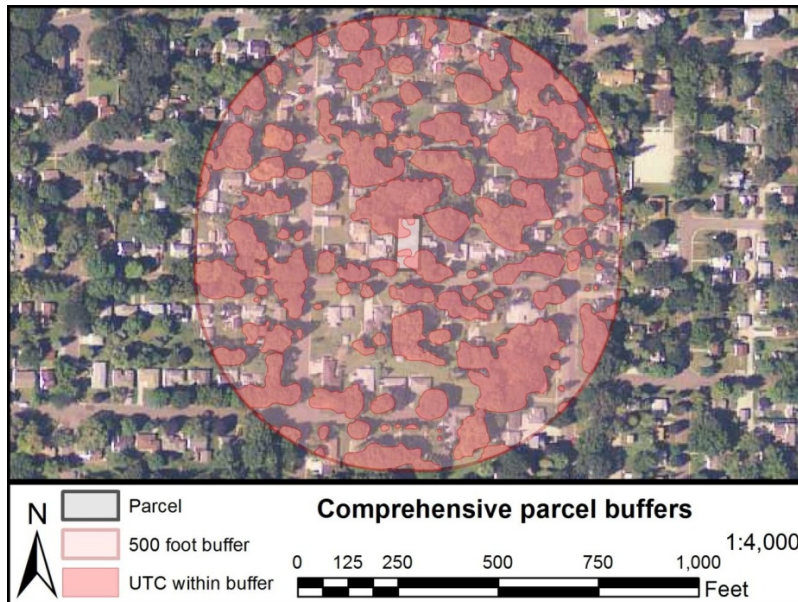 N
Parcel
500 foot buffer
UTC within buffer
Comprehensive parcel buffers
1:4,000
0 125 250 500 750 1,000
Feet